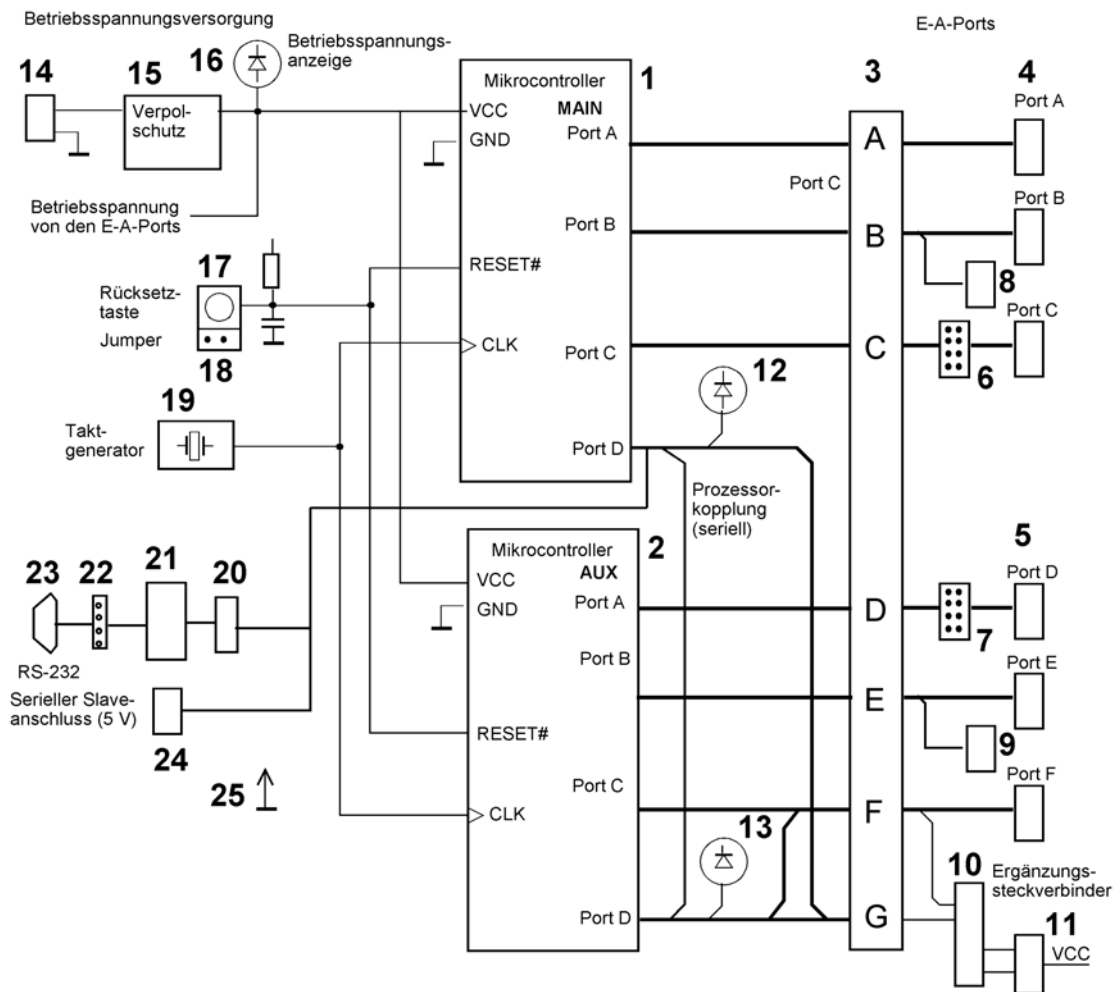 Betriebsspannungsversorgung
E-A-Ports
Betriebsspannungs-
anzeige
16
14
15
Verpol-
schutz
Betriebsspannung
von den E-A-Ports
Mikrocontroller
MAIN
1
VCC
GND
Port A
Port B
RESET#
CLK
Port C
Port D
17
Rücksetz-
taste
Jumper
18
19
Takt-
generator
12
Prozessor-
kopplung
(seriell)
3
Port C
A
B
C
D
E
F
G
4
Port A
Port B
8
Port C
6
5
Port D
7
Port E
9
Port F
10
Ergänzungs-
steckverbinder
11
VCC
Mikrocontroller
AUX
2
VCC
GND
Port A
Port B
RESET#
Port C
CLK
Port D
13
23
22
21
20
RS-232
Serieller Slave-
anschluss (5 V)
24
25